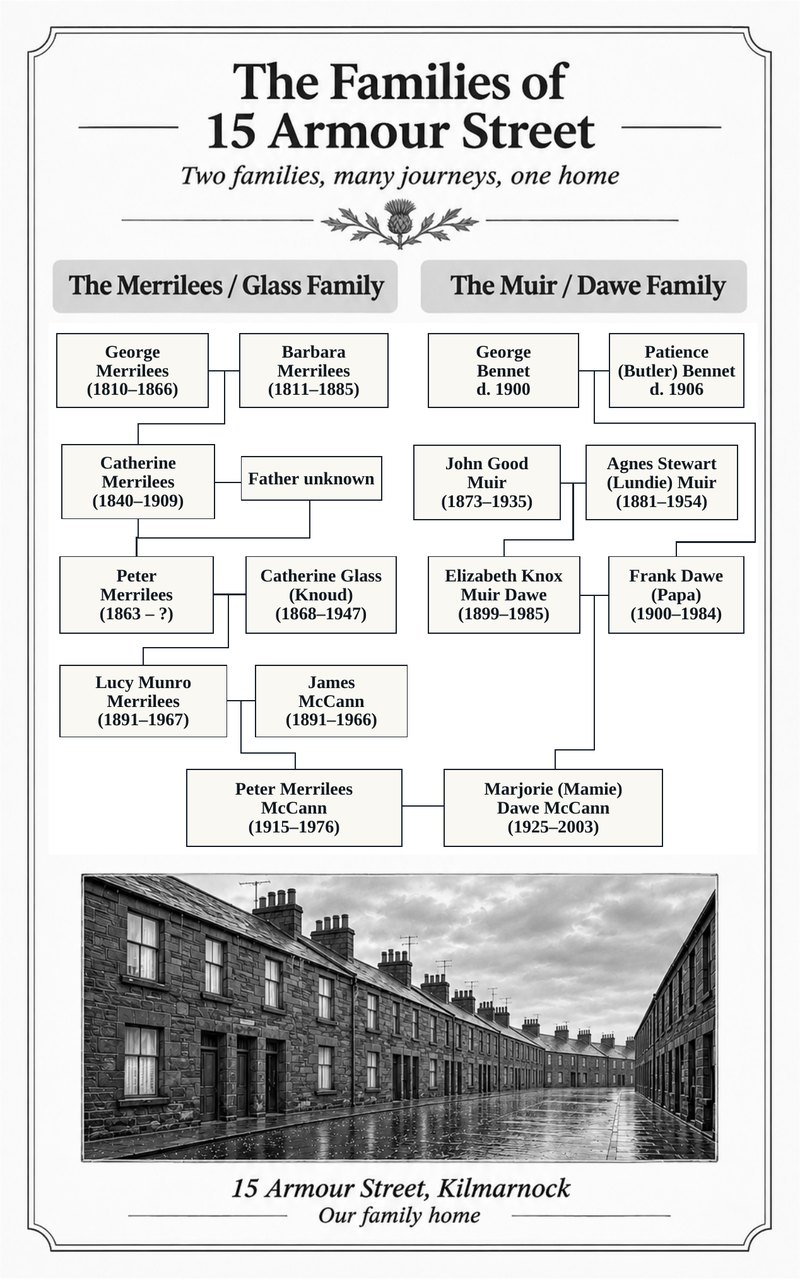 The Families of
15 Armour Street
Two families, many journeys, one home
The Merrilees / Glass Family
The Muir / Dawe Family
George
Merrilees
(1810–1866)
Barbara
Merrilees
(1811–1885)
George
Bennet
d. 1900
Patience
(Butler) Bennet
d. 1906
Catherine
Merrilees
(1840–1909)
Father unknown
John Good
Muir
(1873–1935)
Agnes Stewart
(Lundie) Muir
(1881–1954)
Peter
Merrilees
(1863 – ?)
Catherine Glass
(Knoud)
(1868–1947)
Elizabeth Knox
Muir Dawe
(1899–1985)
Frank Dawe
(Papa)
(1900–1984)
Lucy Munro
Merrilees
(1891–1967)
James
McCann
(1891–1966)
Peter Merrilees
McCann
(1915–1976)
Marjorie (Mamie)
Dawe McCann
(1925–2003)
15 Armour Street, Kilmarnock
Our family home